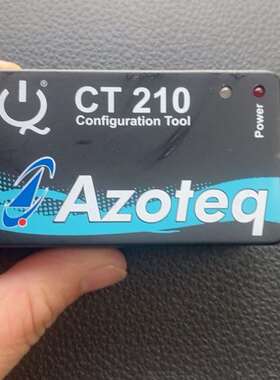 ® CT 210
Configuration Tool
Power
Azoteq